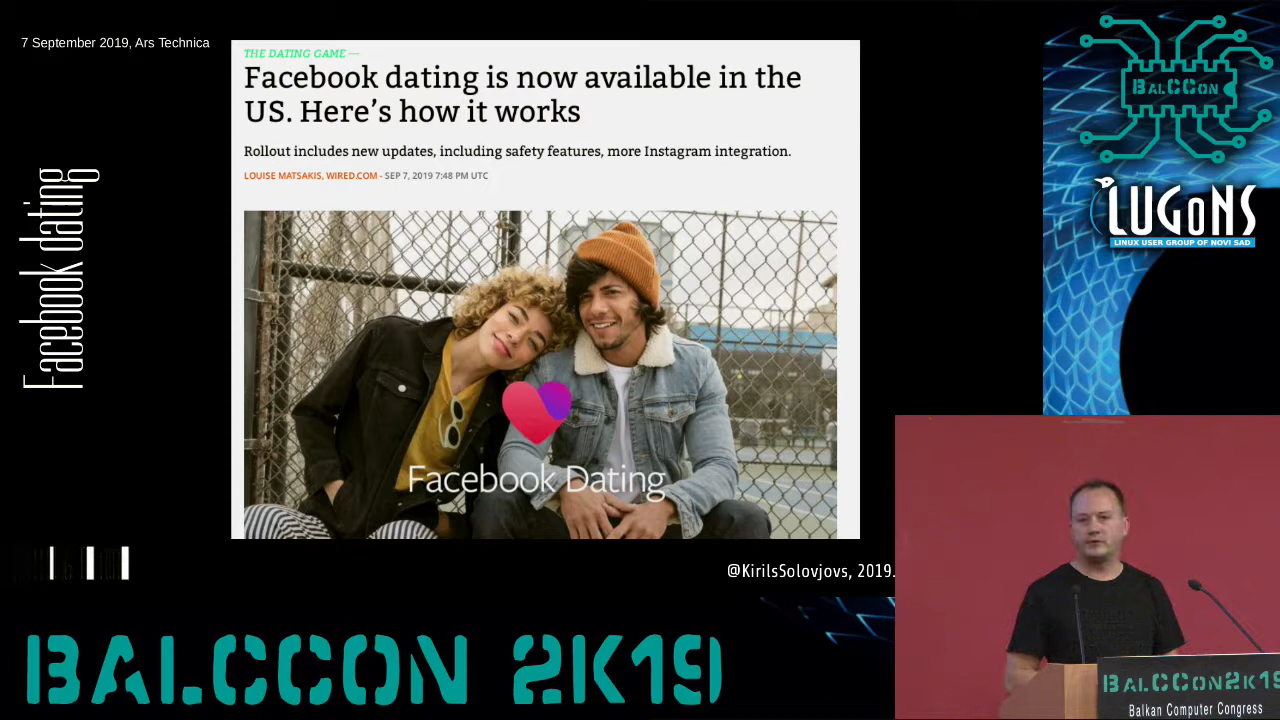 7 September 2019, Ars Technica
Facebook dating
THE DATING GAME —
Facebook dating is now available in the
US. Here's how it works
Rollout includes new updates, including safety features, more Instagram integration.
LOUISE MATSAKIS, WIRED.COM - SEP 7, 2019 7:48 PM UTC
Facebook Dating
BALCCON
LUGONS
LINUX USER GROUP OF NOVI SAD
@KirilsSolovjovs, 2019.
BALCCON 2K19
BALCCON2K19
Balkan Computer Congress